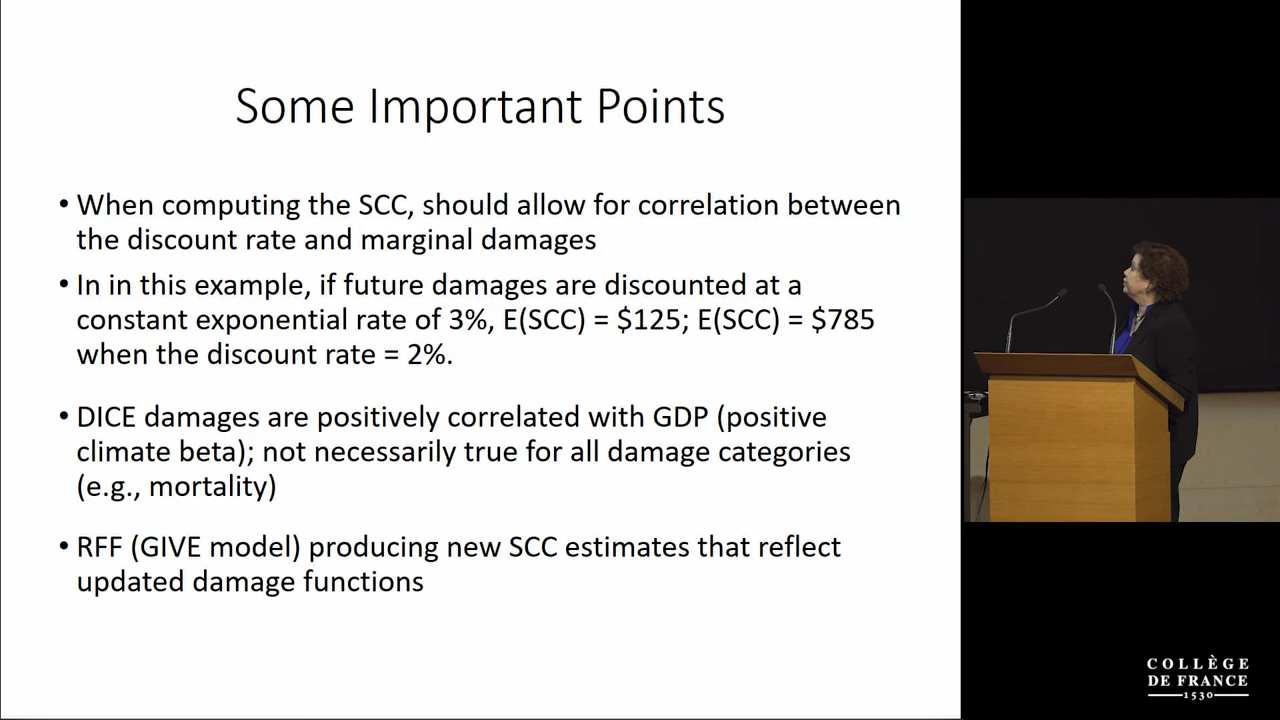 Some Important Points
• When computing the SCC, should allow for correlation between
the discount rate and marginal damages
• In in this example, if future damages are discounted at a
constant exponential rate of 3%, E(SCC) = $125; E(SCC) = $785
when the discount rate = 2%.
• DICE damages are positively correlated with GDP (positive
climate beta); not necessarily true for all damage categories
(e.g., mortality)
• RFF (GIVE model) producing new SCC estimates that reflect
updated damage functions
COLLÈGE
DE FRANCE
1530